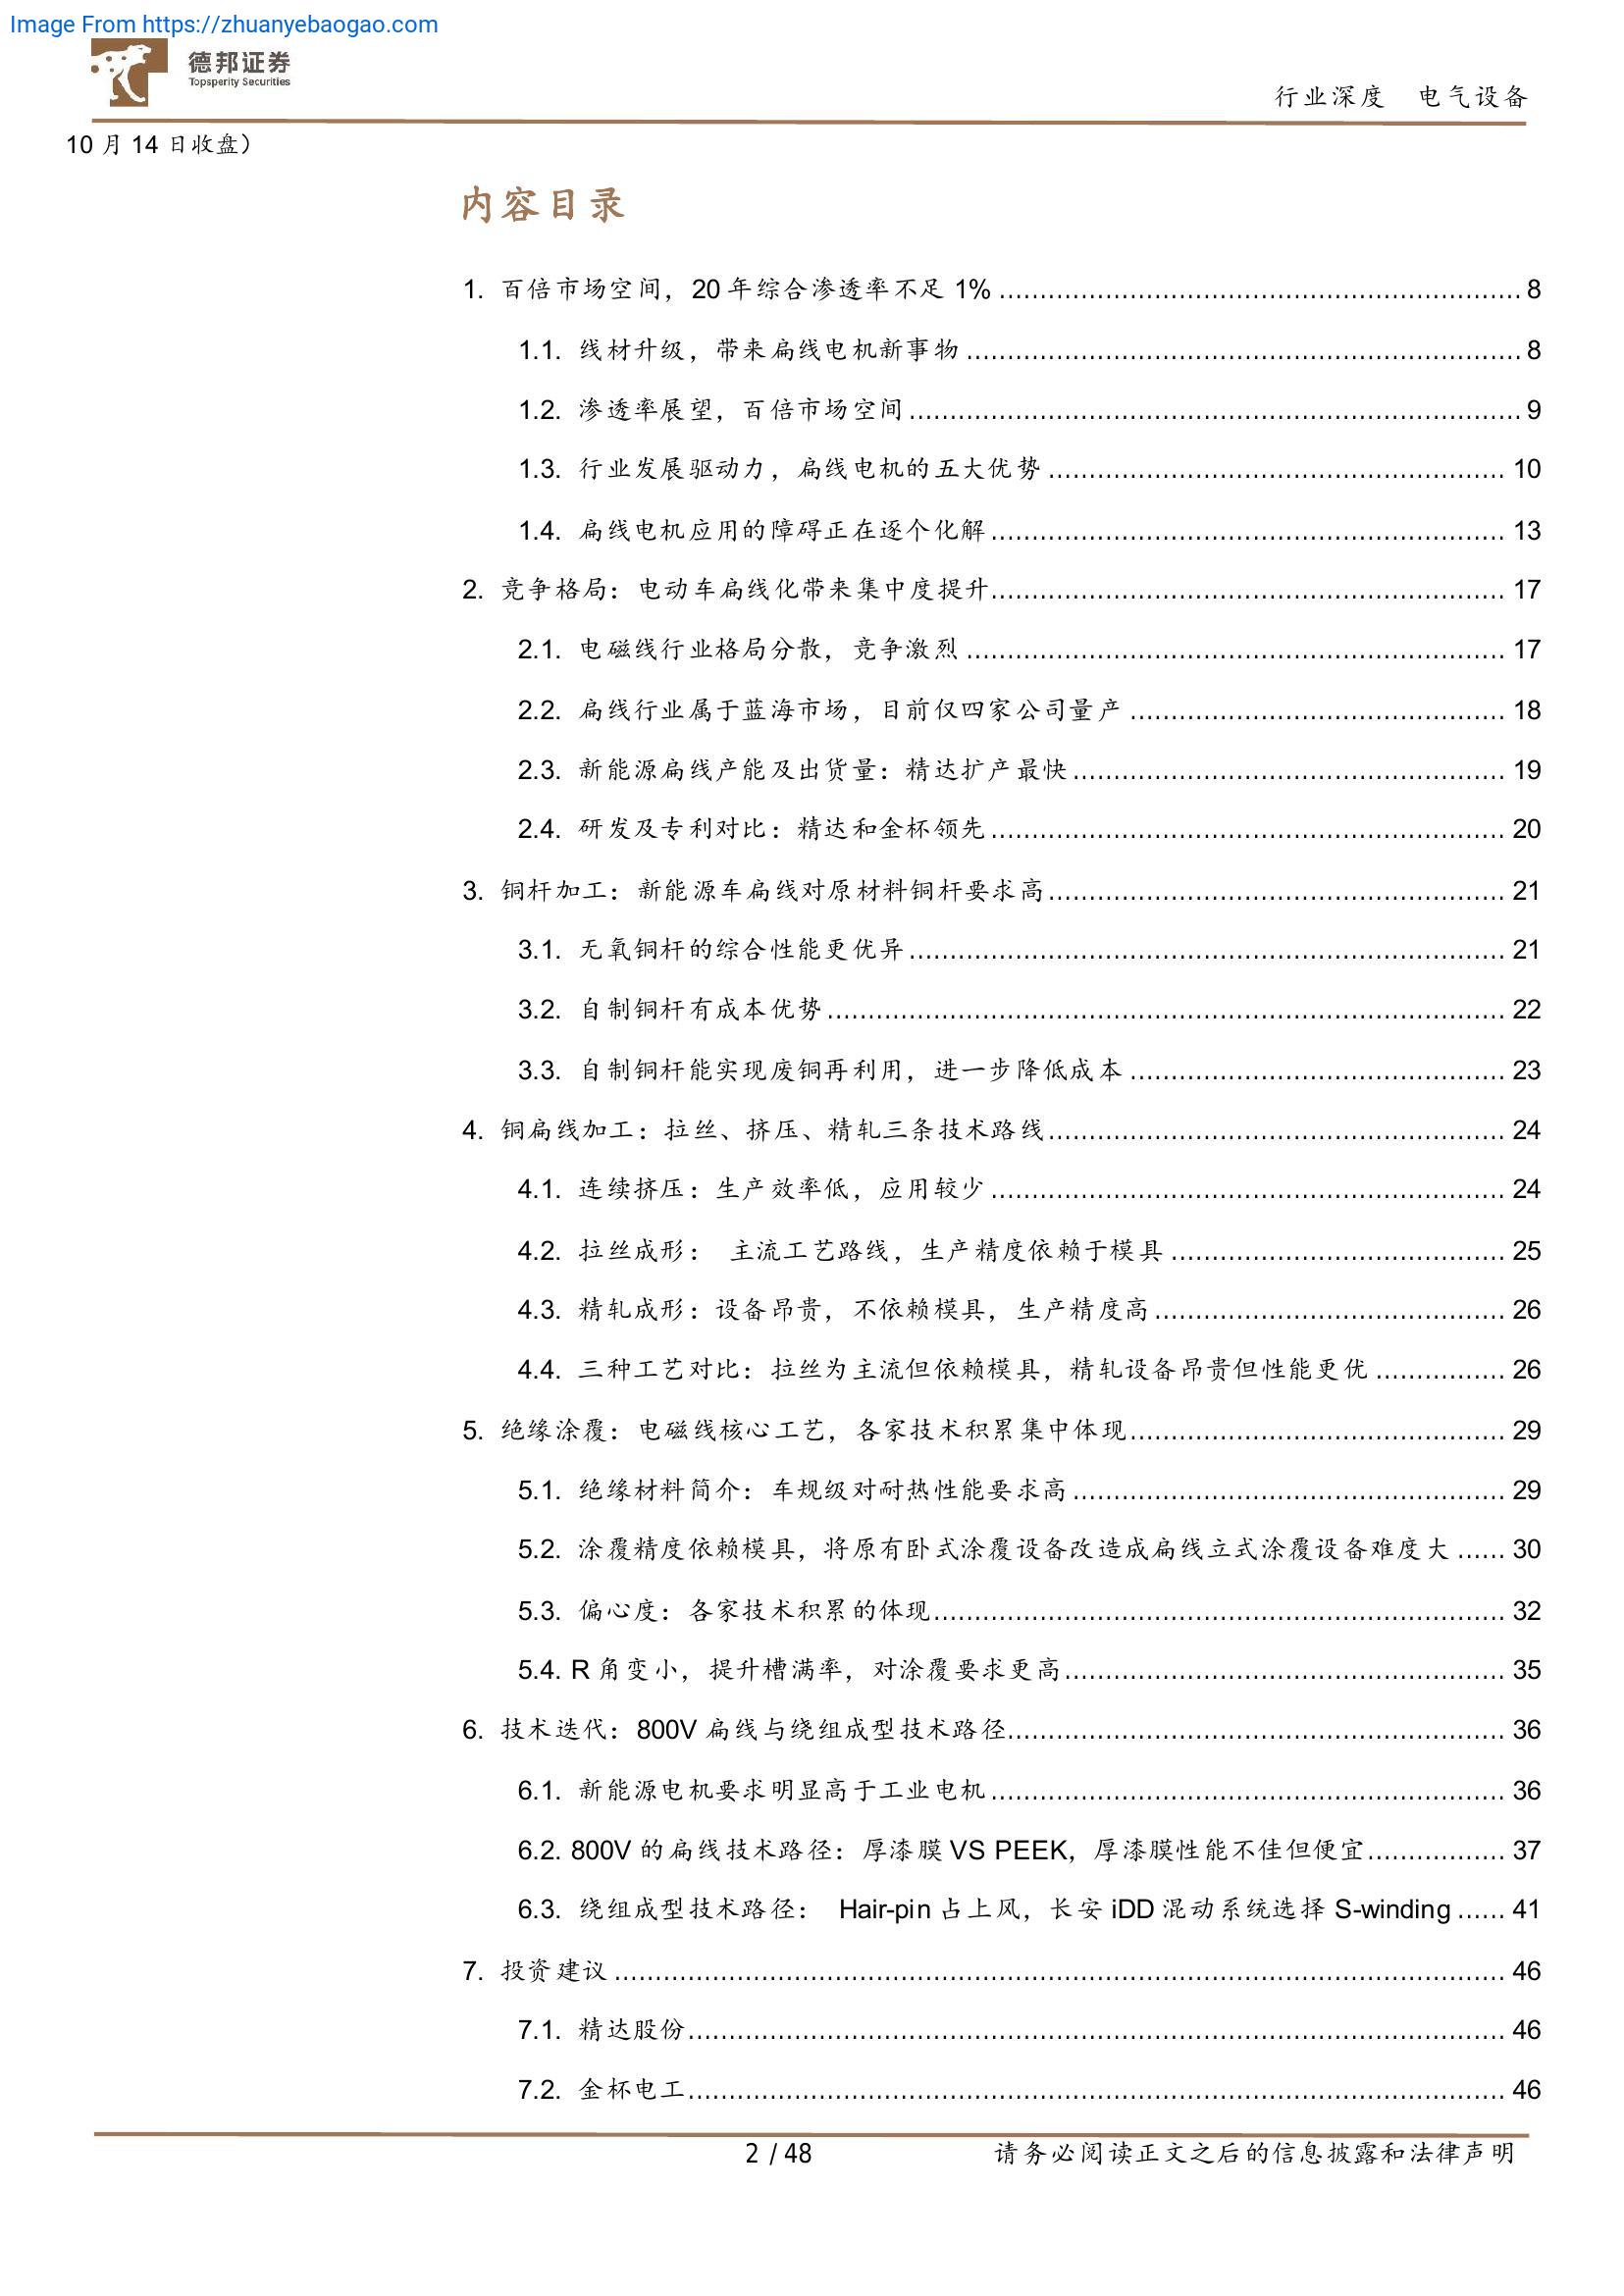 Image From https://zhuanyebaogao.com
德邦证券
Topsperity Securities
行业深度 电气设备
10 月 14 日收盘）
内容目录
1. 百倍市场空间，20 年综合渗透率不足 1% ................................................................ 8
1.1. 线材升级，带来扁线电机新事物 .................................................................... 8
1.2. 渗透率展望，百倍市场空间 ........................................................................... 9
1.3. 行业发展驱动力，扁线电机的五大优势 ........................................................ 10
1.4. 扁线电机应用的障碍正在逐个化解 ............................................................... 13
2. 竞争格局：电动车扁线化带来集中度提升 ............................................................... 17
2.1. 电磁线行业格局分散，竞争激烈 .................................................................. 17
2.2. 扁线行业属于蓝海市场，目前仅四家公司量产 .............................................. 18
2.3. 新能源扁线产能及出货量：精达扩产最快 ..................................................... 19
2.4. 研发及专利对比：精达和金杯领先 ............................................................... 20
3. 铜杆加工：新能源车扁线对原材料铜杆要求高 ........................................................ 21
3.1. 无氧铜杆的综合性能更优异 ......................................................................... 21
3.2. 自制铜杆有成本优势 ................................................................................... 22
3.3. 自制铜杆能实现废铜再利用，进一步降低成本 .............................................. 23
4. 铜扁线加工：拉丝、挤压、精轧三条技术路线 ........................................................ 24
4.1. 连续挤压：生产效率低，应用较少 ............................................................... 24
4.2. 拉丝成形： 主流工艺路线，生产精度依赖于模具 ......................................... 25
4.3. 精轧成形：设备昂贵，不依赖模具，生产精度高 ........................................... 26
4.4. 三种工艺对比：拉丝为主流但依赖模具，精轧设备昂贵但性能更优 ................ 26
5. 绝缘涂覆：电磁线核心工艺，各家技术积累集中体现 .............................................. 29
5.1. 绝缘材料简介：车规级对耐热性能要求高 ..................................................... 29
5.2. 涂覆精度依赖模具，将原有卧式涂覆设备改造成扁线立式涂覆设备难度大 ...... 30
5.3. 偏心度：各家技术积累的体现 ...................................................................... 32
5.4. R 角变小，提升槽满率，对涂覆要求更高 ...................................................... 35
6. 技术迭代：800V 扁线与绕组成型技术路径 ............................................................. 36
6.1. 新能源电机要求明显高于工业电机 ............................................................... 36
6.2. 800V 的扁线技术路径：厚漆膜 VS PEEK，厚漆膜性能不佳但便宜 ................. 37
6.3. 绕组成型技术路径： Hair-pin 占上风，长安 iDD 混动系统选择 S-winding ...... 41
7. 投资建议 ............................................................................................................. 46
7.1. 精达股份 .................................................................................................... 46
7.2. 金杯电工 .................................................................................................... 46
2 / 48
请务必阅读正文之后的信息披露和法律声明